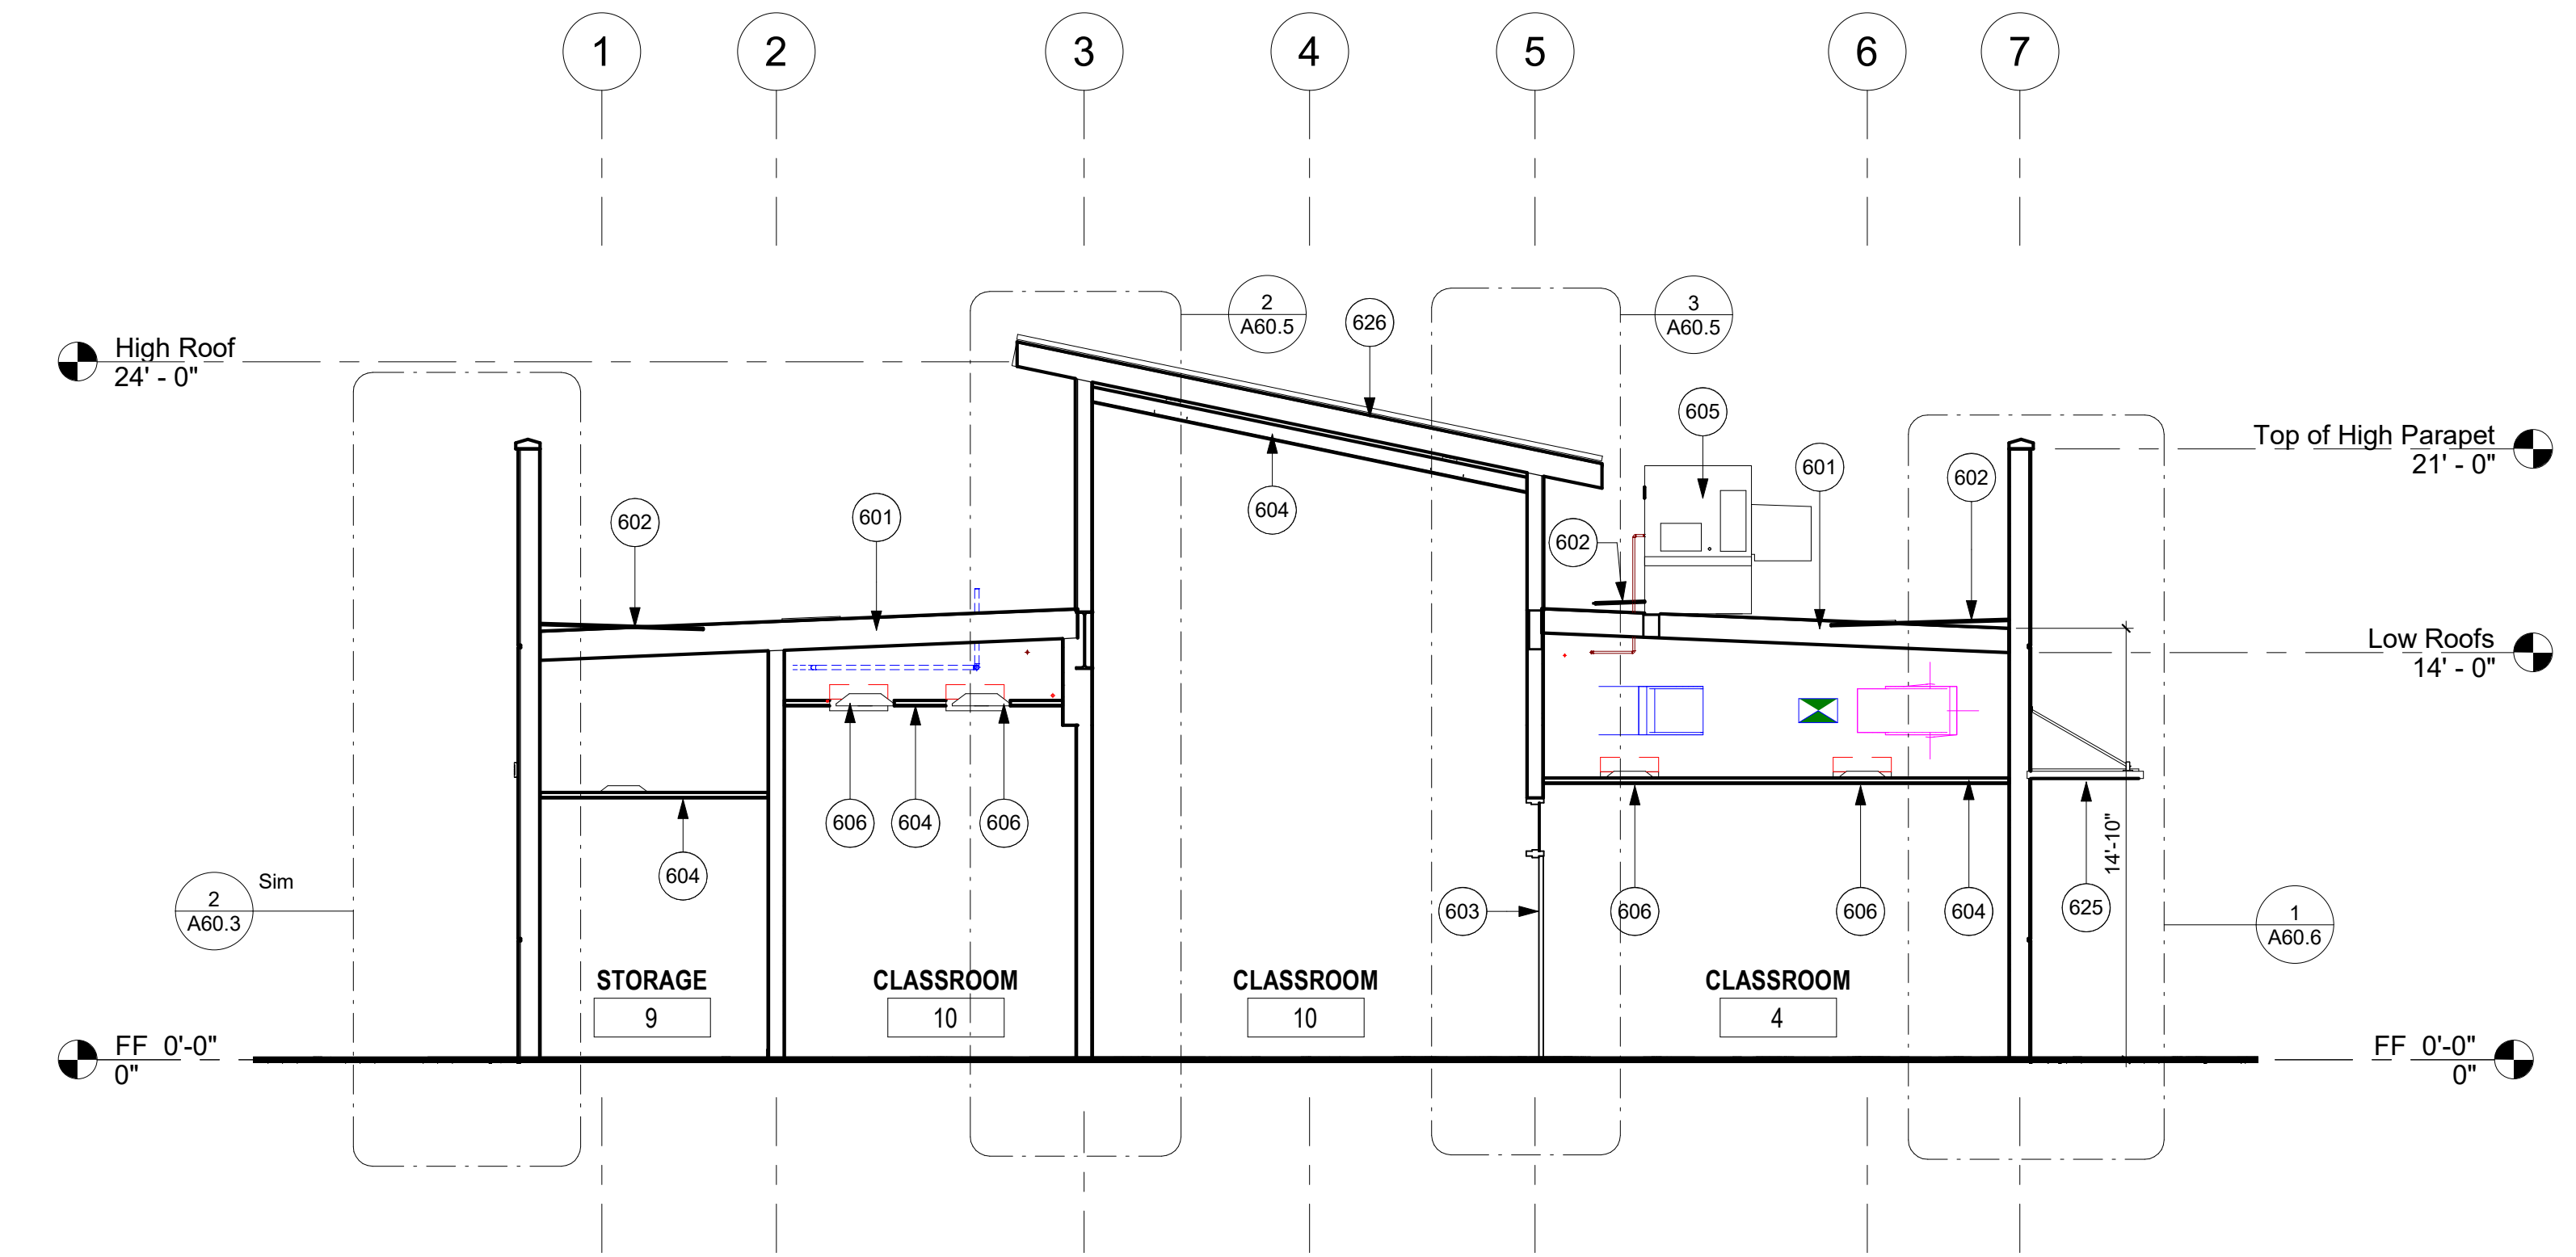 1 2 3 4 5 6 7
2
A60.5
3
A60.5
626
High Roof
24' - 0"
605
Top of High Parapet
21' - 0"
601
602
604
602
601
602
Low Roofs
14' - 0"
606
604
606
14'-10"
604
Sim
2
A60.3
603
606
606
604
625
1
A60.6
STORAGE
9
CLASSROOM
10
CLASSROOM
10
CLASSROOM
4
FF 0'-0"
0"
FF 0'-0"
0"